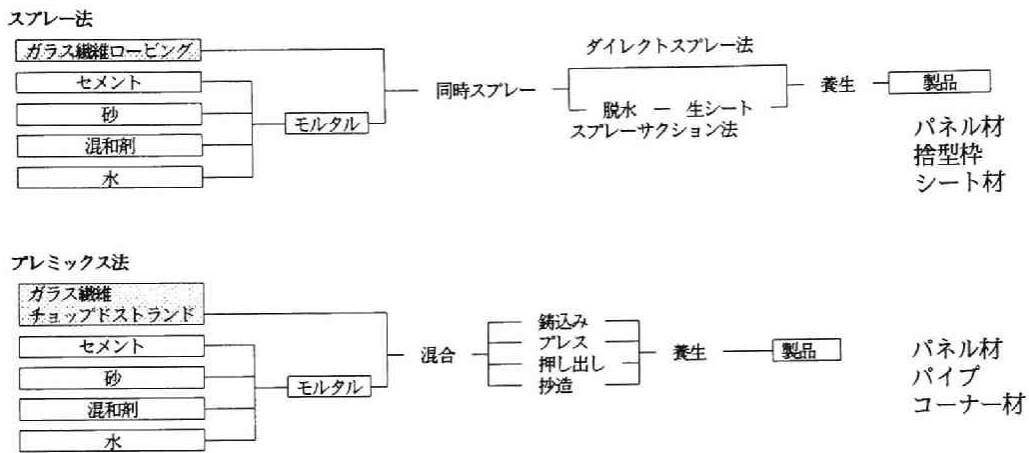 スプレー法
ガラス繊維ロービング
セメント
砂
混和剤
水
モルタル
同時スプレー
ダイレクトスプレー法
脱水 ー 生シート
スプレーサクション法
養生
製品
パネル材
捨型枠
シート材
プレミックス法
ガラス繊維
チョップドストランド
セメント
砂
混和剤
水
モルタル
混合
鋳込み
プレス
押し出し
抄造
養生
製品
パネル材
パイプ
コーナー材